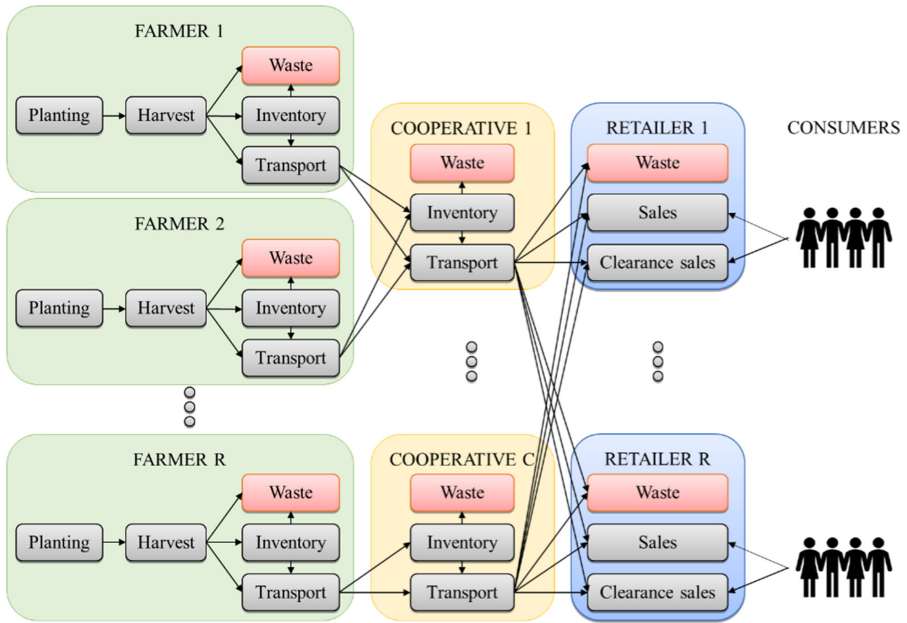 FARMER 1
Waste
Planting
Harvest
Inventory
Transport
FARMER 2
Waste
Planting
Harvest
Inventory
Transport
FARMER R
Waste
Planting
Harvest
Inventory
Transport
COOPERATIVE 1
Waste
Inventory
Transport
COOPERATIVE C
Waste
Inventory
Transport
RETAILER 1
Waste
Sales
Clearance sales
RETAILER R
Waste
Sales
Clearance sales
CONSUMERS